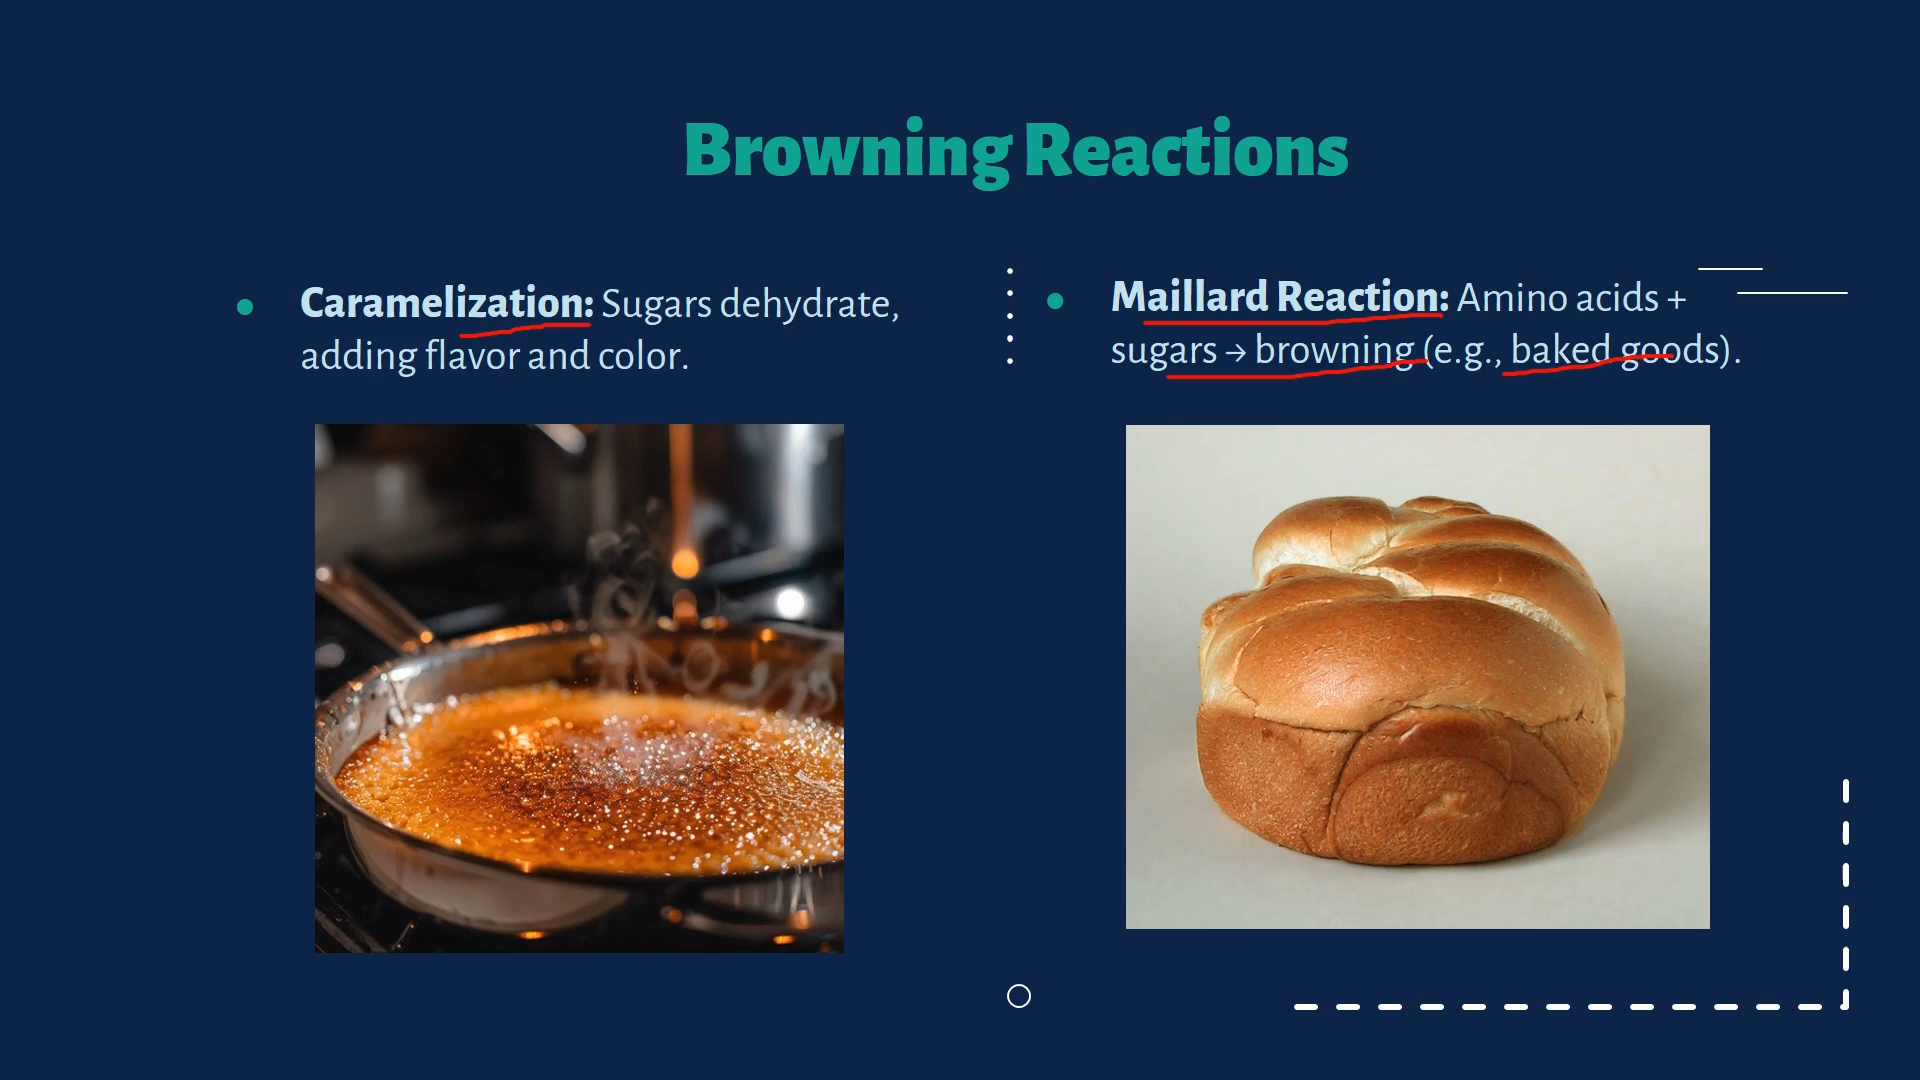 Browning Reactions
Caramelization: Sugars dehydrate,
adding flavor and color.
Maillard Reaction: Amino acids +
sugars → browning (e.g., baked goods).